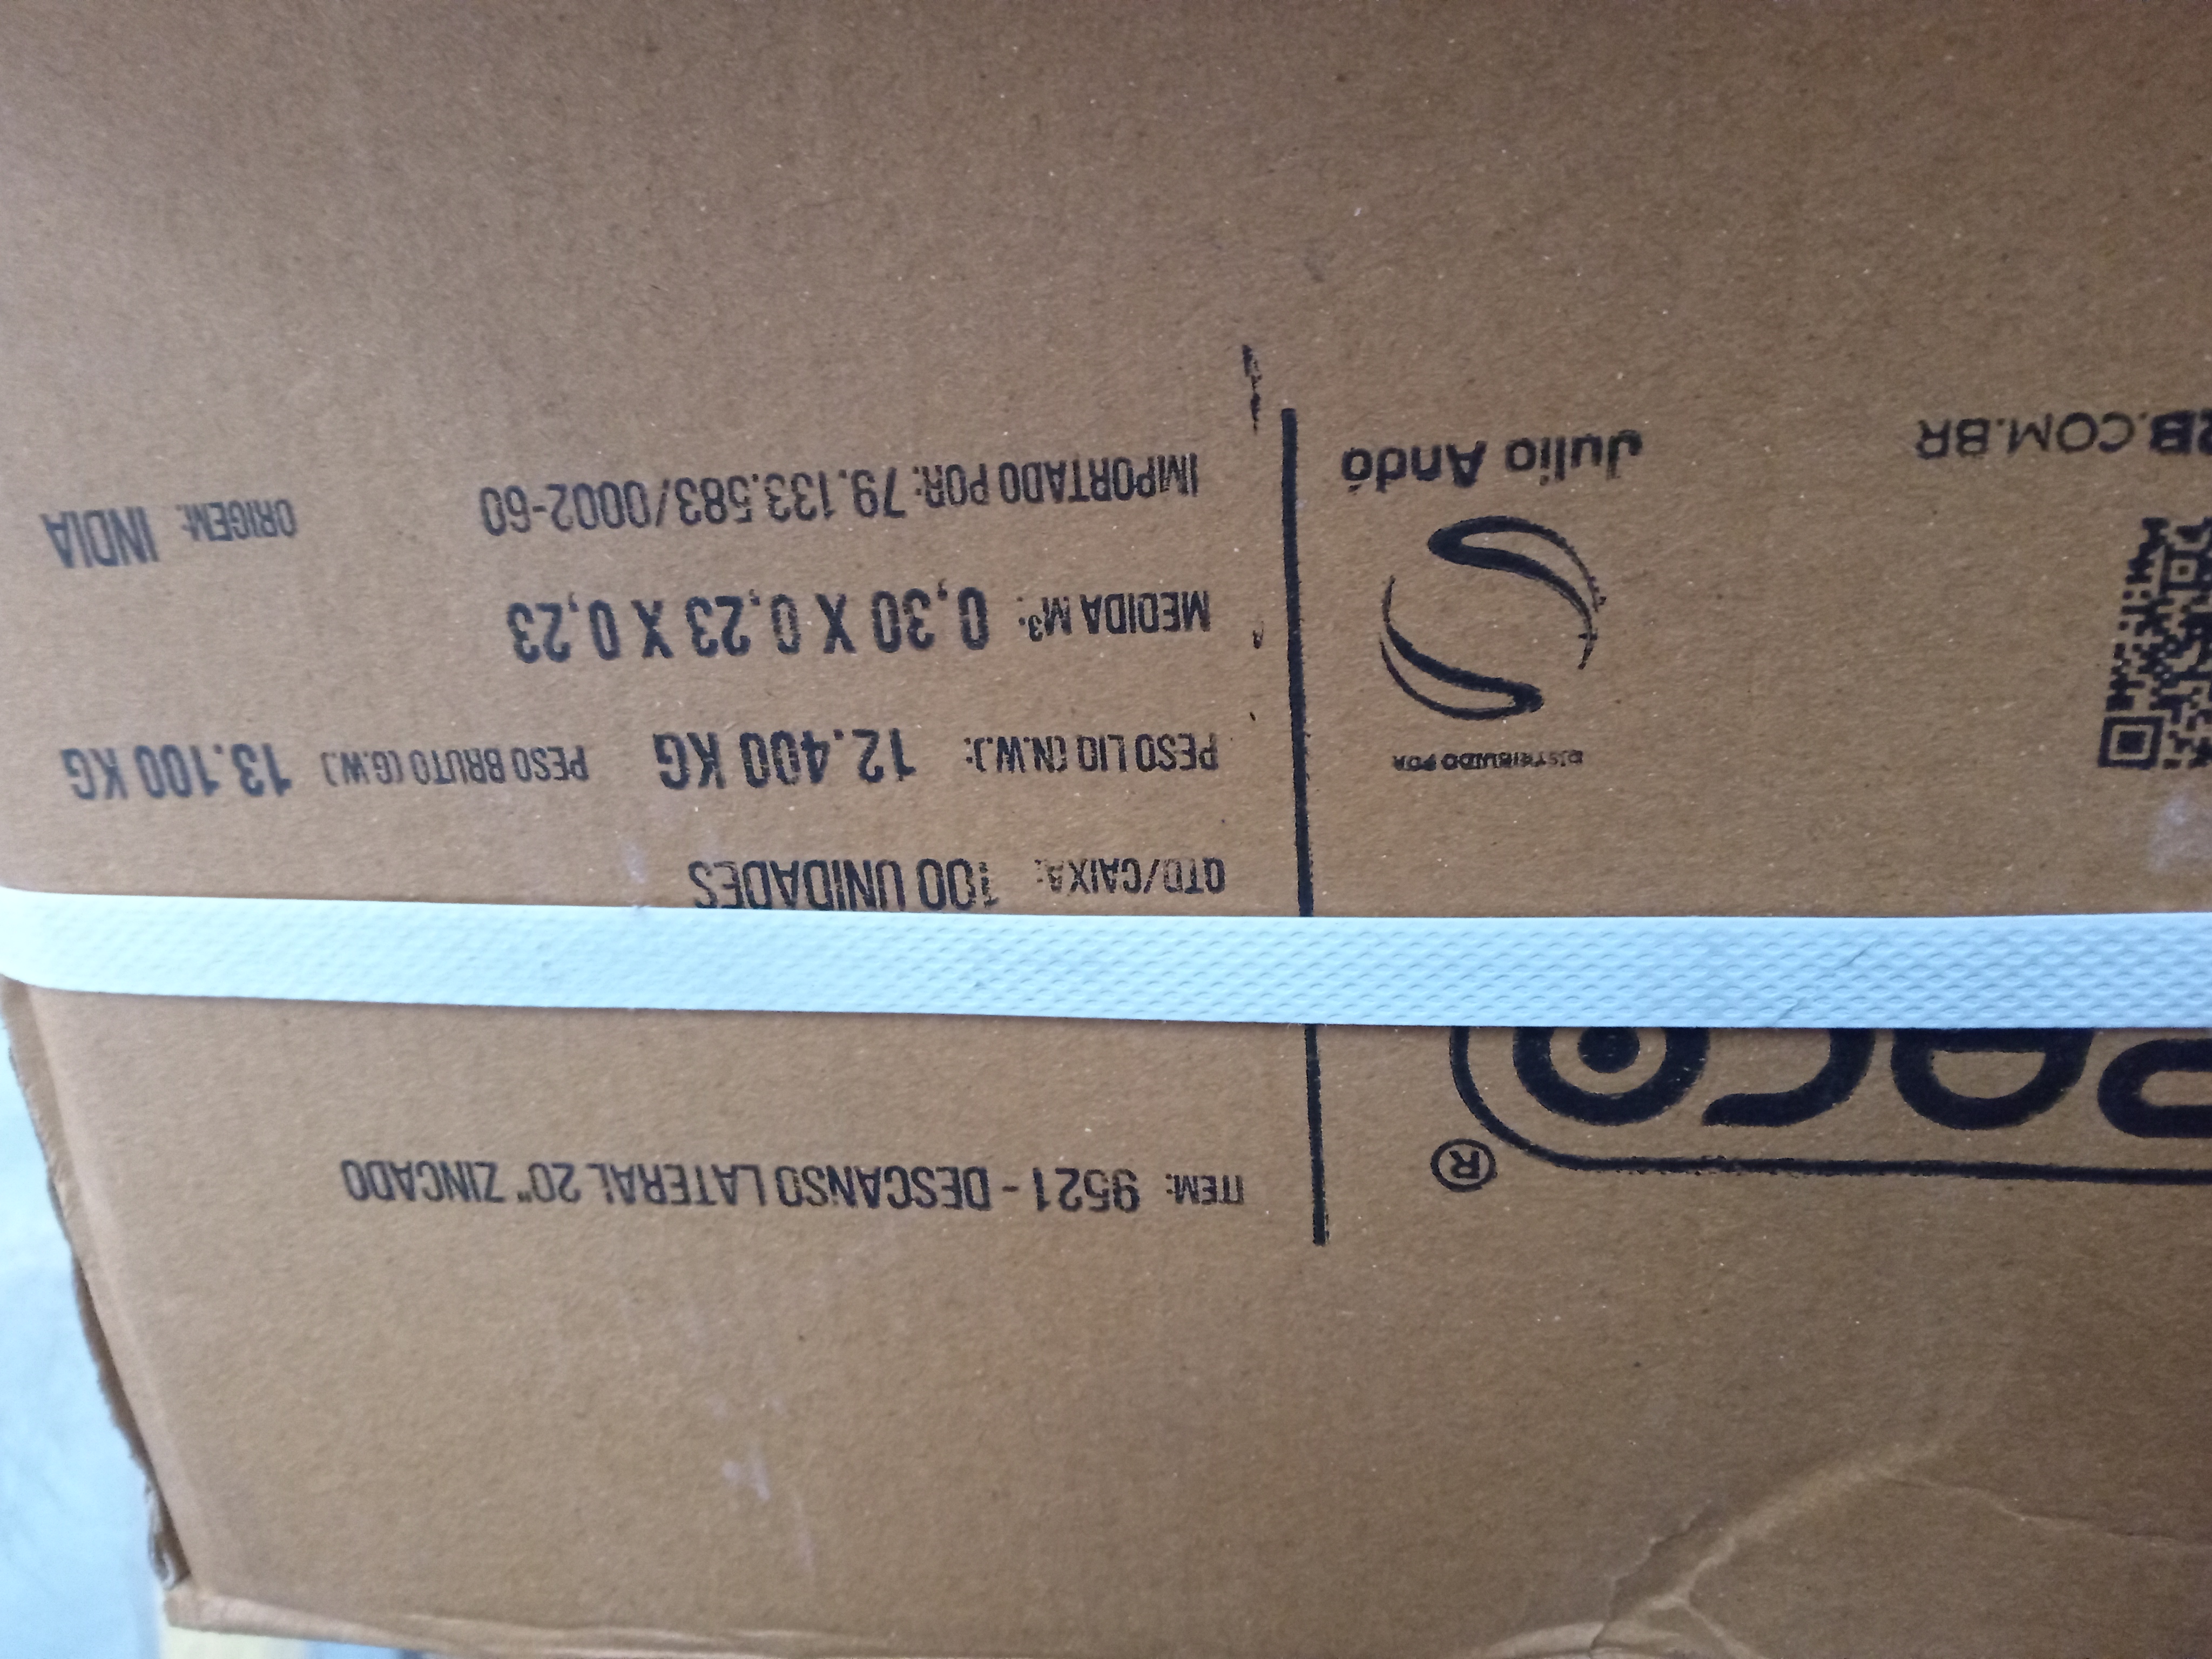 ITEM: 9521 - DESCANSO LATERAL 20" ZINCADO
QTD/CAIXA: 100 UNIDADES
PESO LIQ (N.W.): 12.400 KG PESO BRUTO (G.W.) 13.100 KG
MEDIDA M³: 0,30 X 0,23 X 0,23
IMPORTADO POR: 79.133.583/0002-60 ORIGEM: INDIA
®
DISTRIBUIDO POR
Julio Andó
.COM.BR